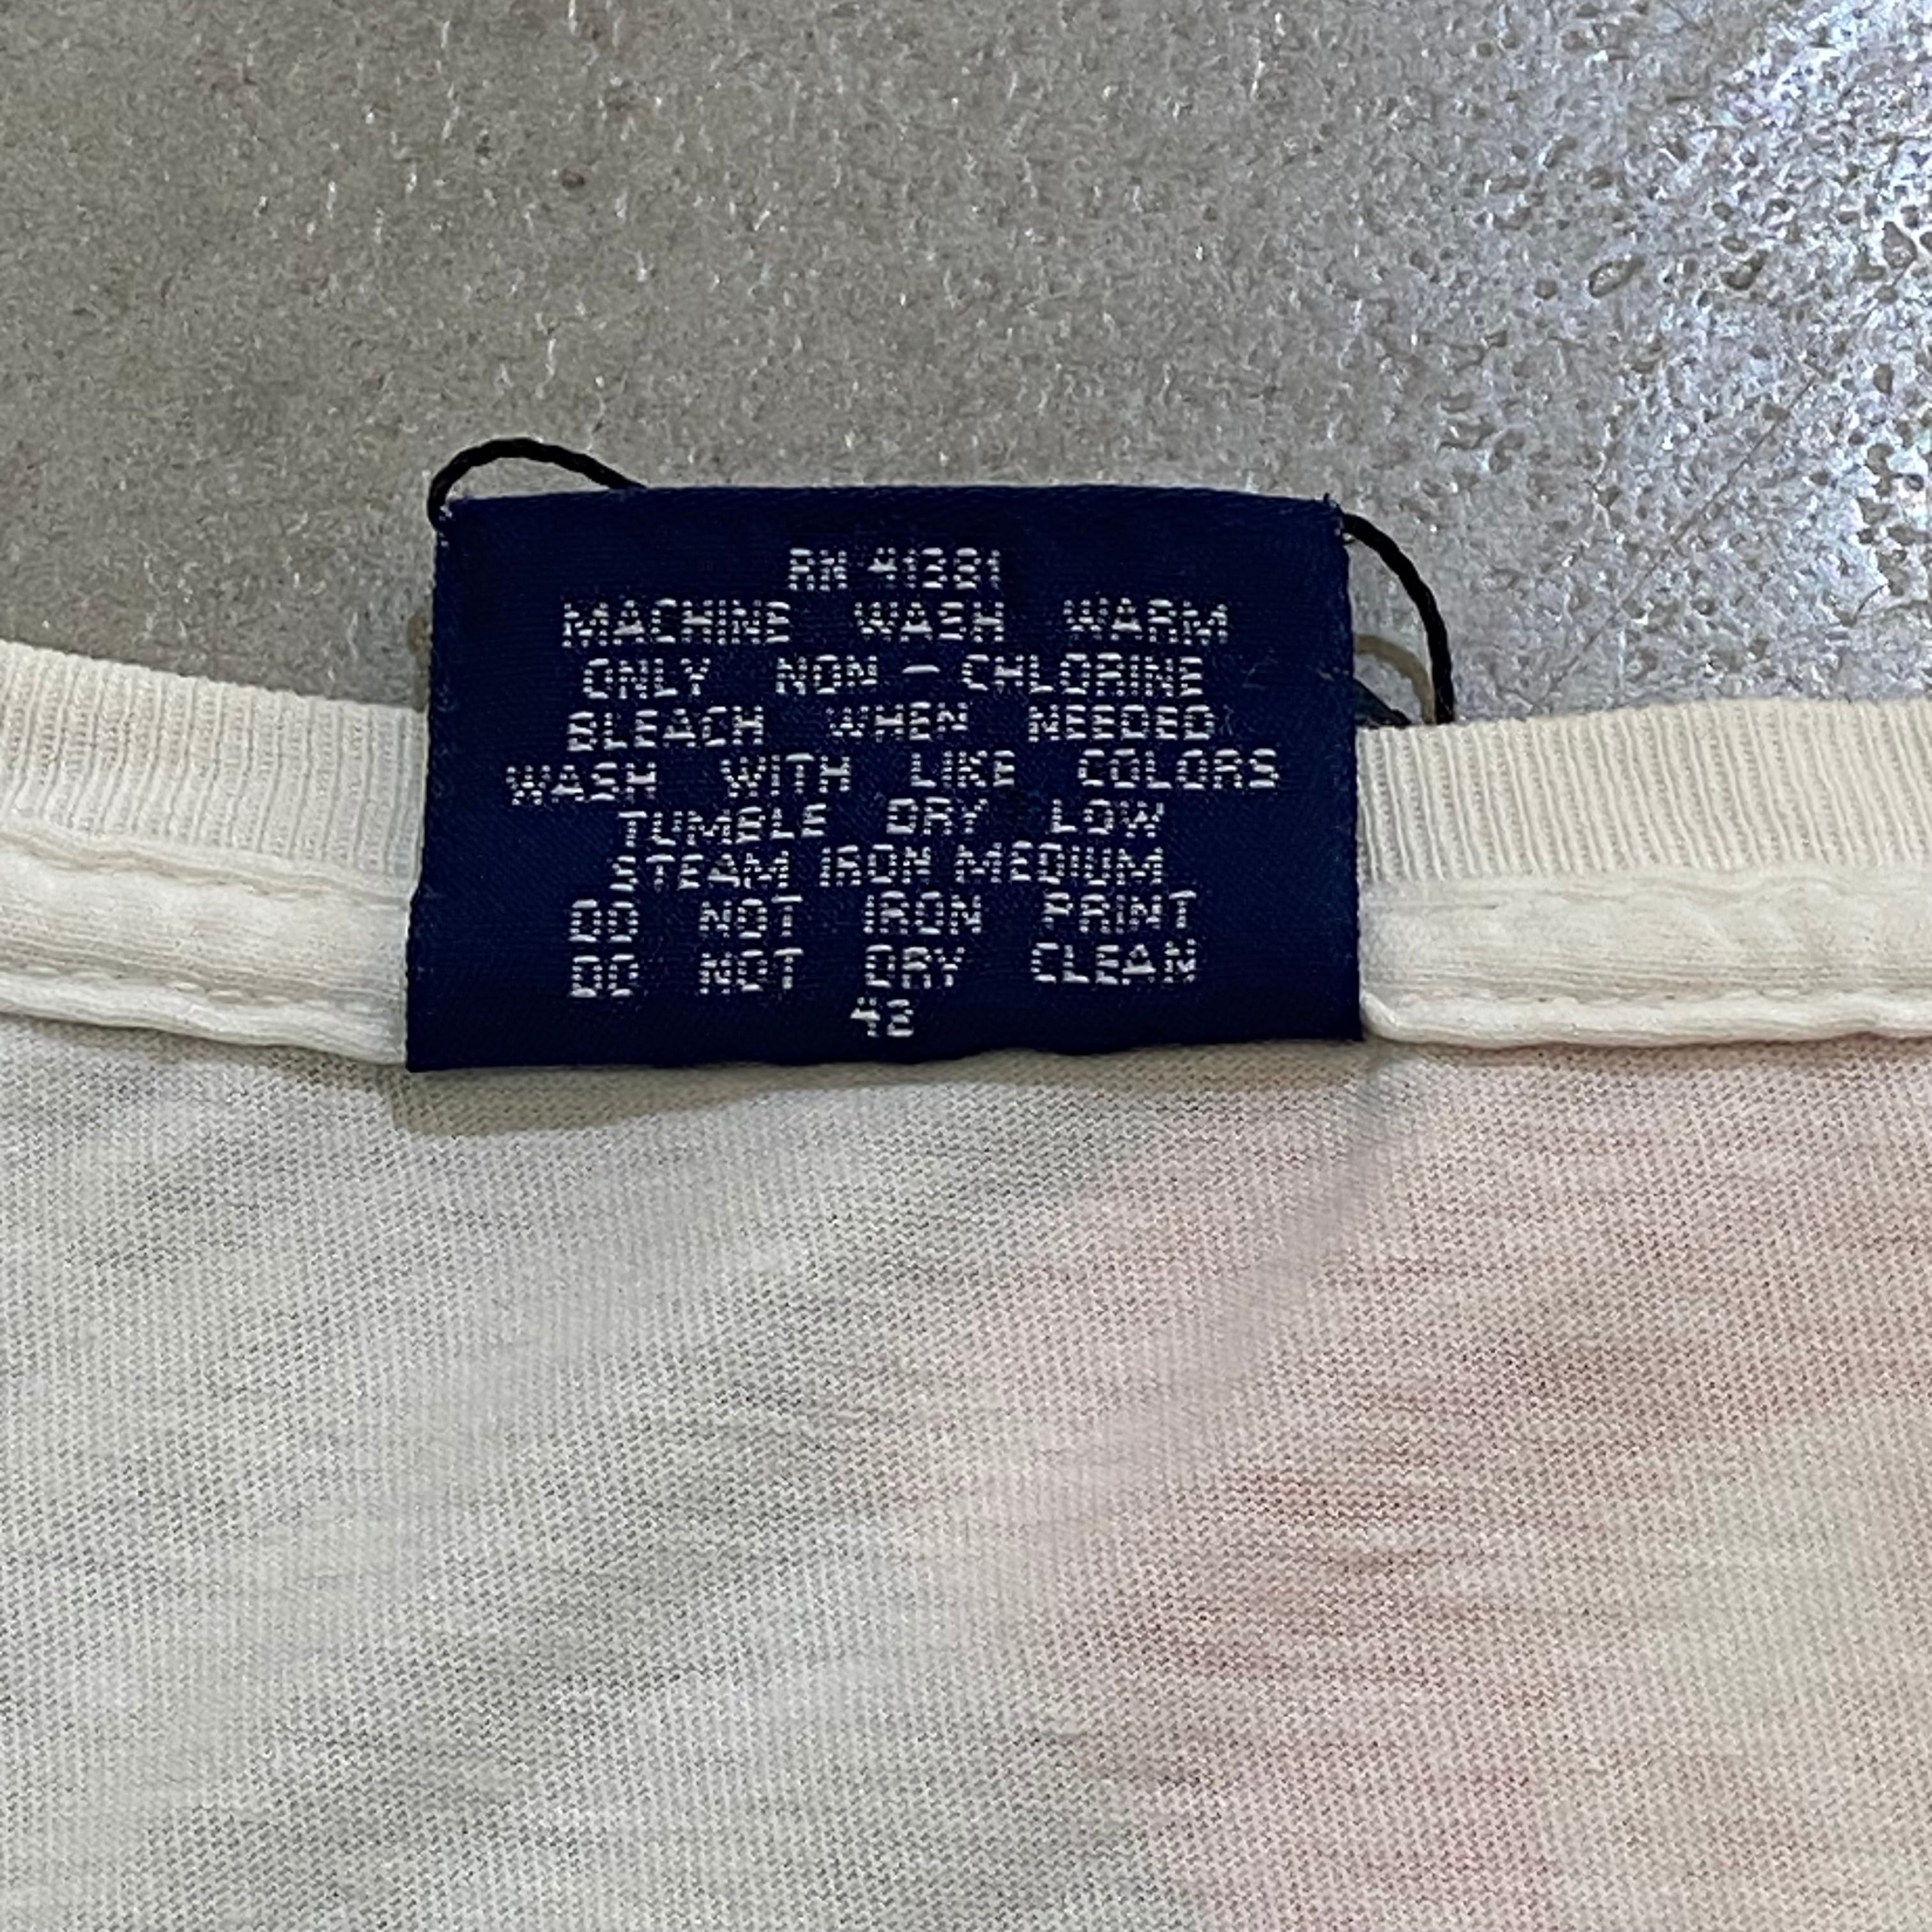 RN 41381
MACHINE WASH WARM
ONLY NON-CHLORINE
BLEACH WHEN NEEDED
WASH WITH LIKE COLORS
TUMBLE DRY LOW
STEAM IRON MEDIUM
DO NOT IRON PRINT
DO NOT DRY CLEAN
48